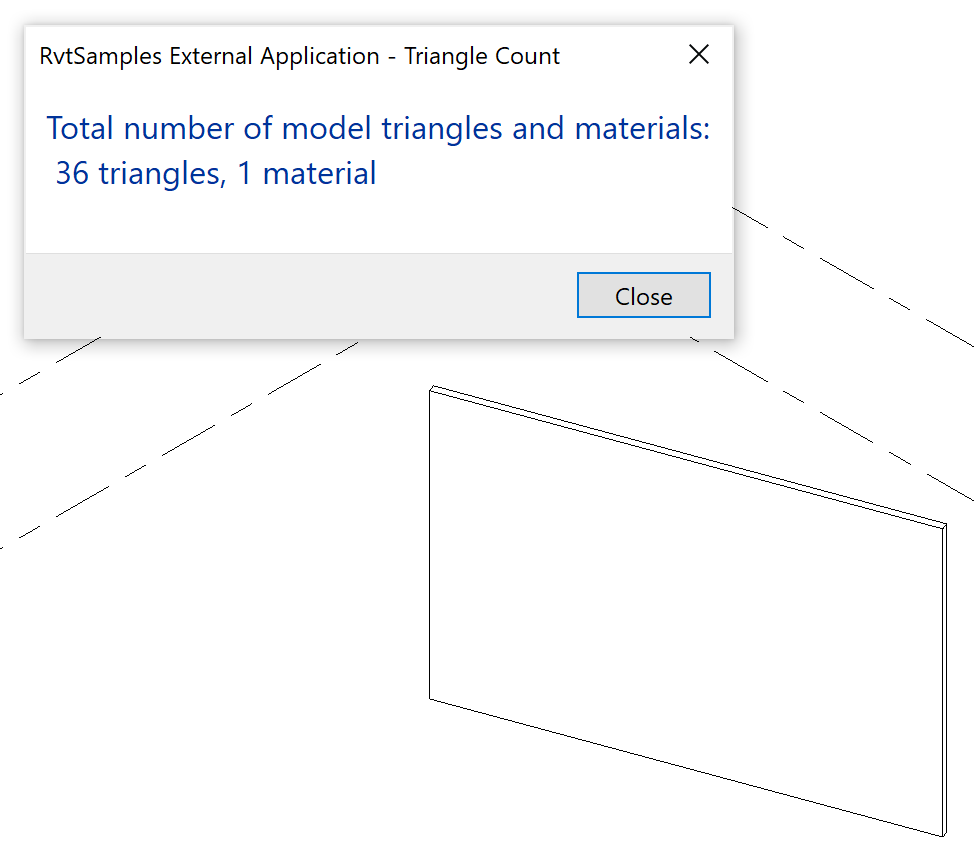 RvtSamples External Application - Triangle Count
Total number of model triangles and materials:
36 triangles, 1 material
Close